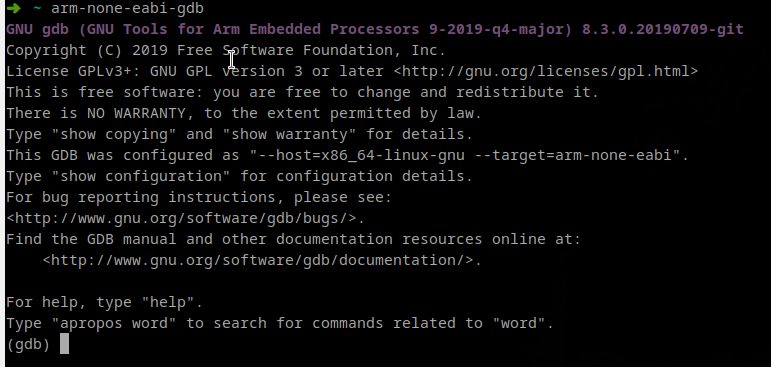 ➜ ~ arm-none-eabi-gdb
GNU gdb (GNU Tools for Arm Embedded Processors 9-2019-q4-major) 8.3.0.20190709-git
Copyright (C) 2019 Free Software Foundation, Inc.
License GPLv3+: GNU GPL version 3 or later <http://gnu.org/licenses/gpl.html>
This is free software: you are free to change and redistribute it.
There is NO WARRANTY, to the extent permitted by law.
Type "show copying" and "show warranty" for details.
This GDB was configured as "--host=x86_64-linux-gnu --target=arm-none-eabi".
Type "show configuration" for configuration details.
For bug reporting instructions, please see:
<http://www.gnu.org/software/gdb/bugs/>.
Find the GDB manual and other documentation resources online at:
    <http://www.gnu.org/software/gdb/documentation/>.
For help, type "help".
Type "apropos word" to search for commands related to "word".
(gdb)